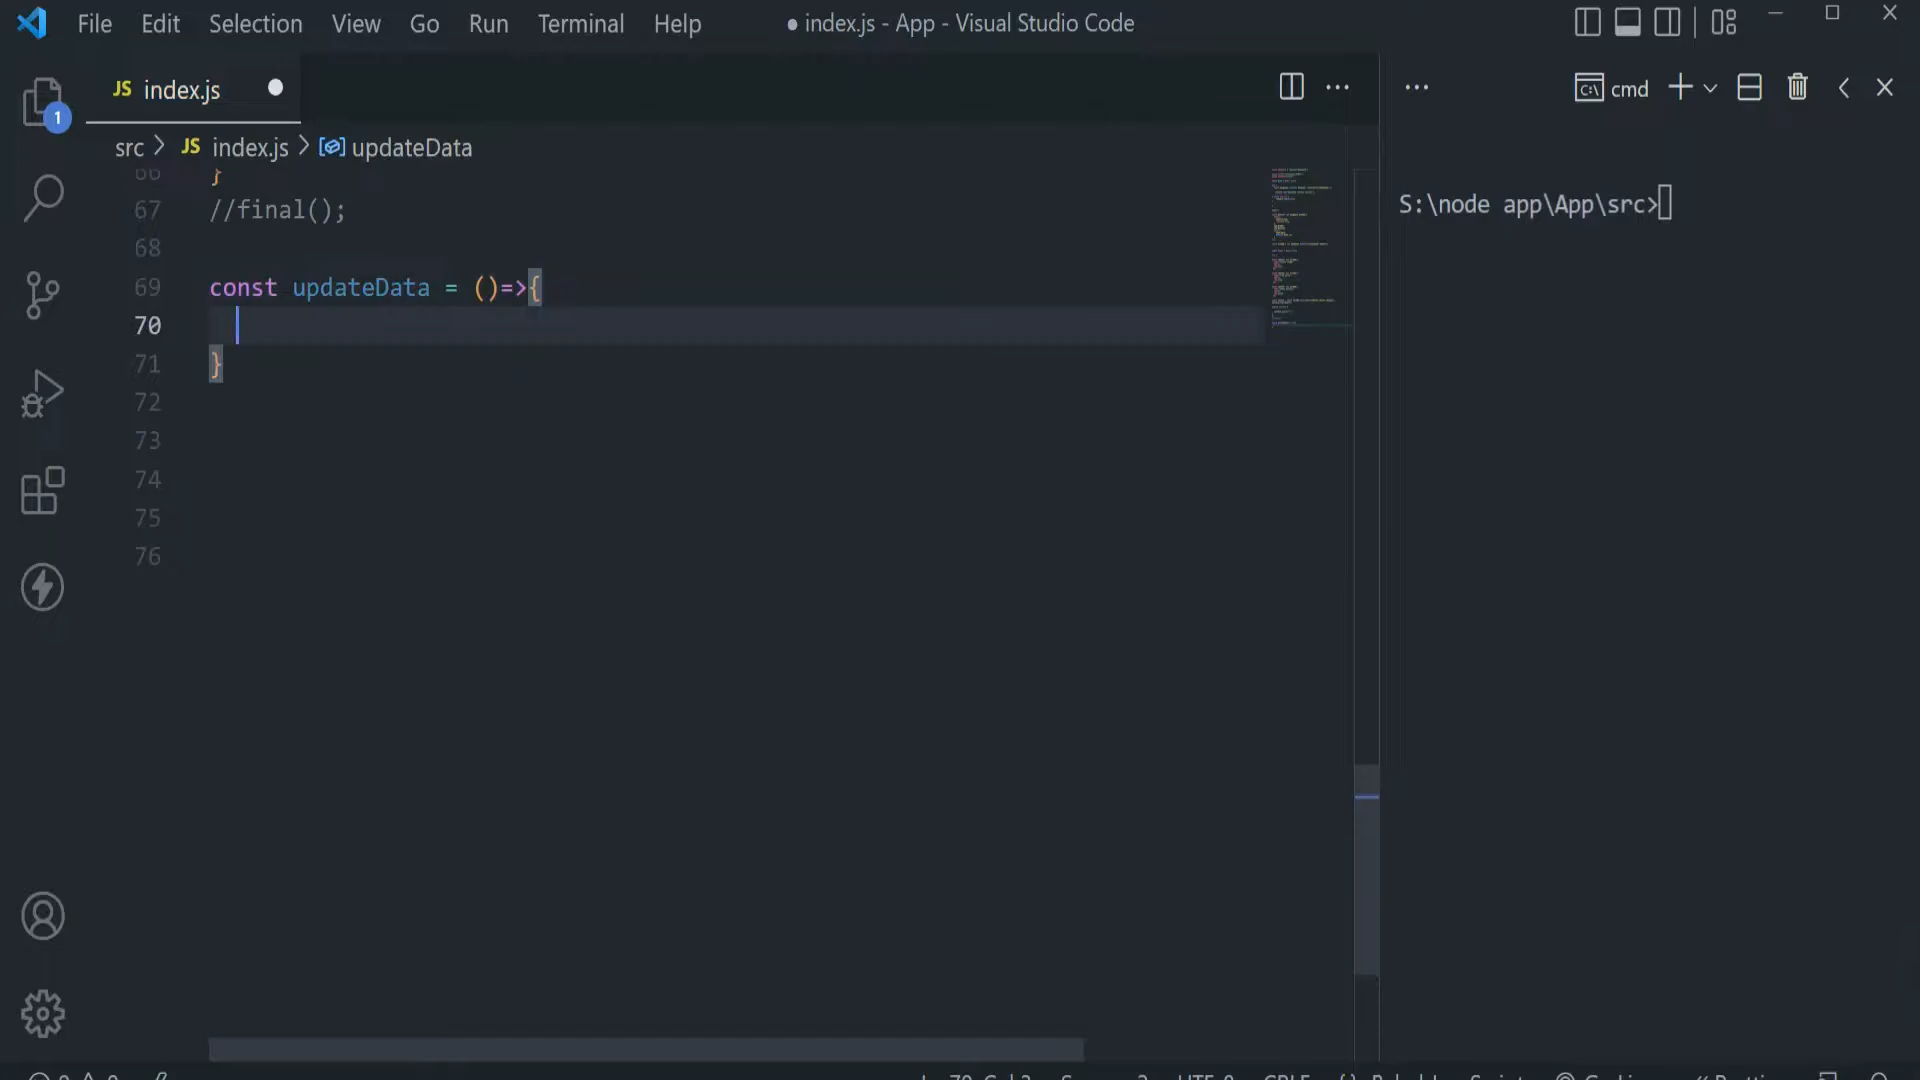 File Edit Selection View Go Run Terminal Help ● index.js - App - Visual Studio Code
JS index.js ●
cmd
1
src > JS index.js > updateData
66 }
67 //final();
68
69 const updateData = ()=>{
70
71 }
72
73
74
75
76
S:\node app\App\src>